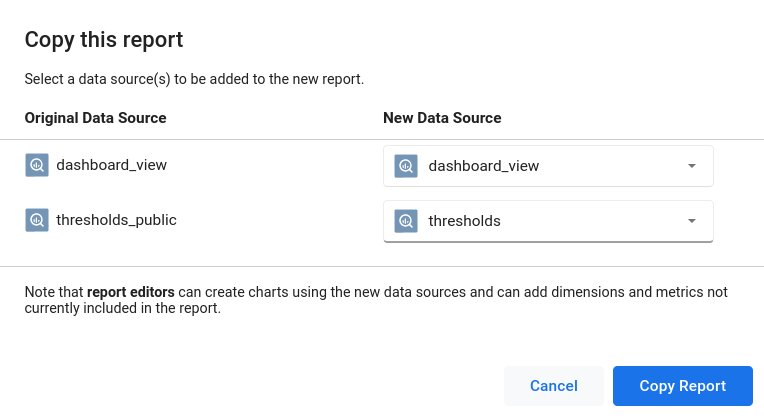 Copy this report
Select a data source(s) to be added to the new report.
Original Data Source
New Data Source
dashboard_view
dashboard_view
thresholds_public
thresholds
Note that report editors can create charts using the new data sources and can add dimensions and metrics not
currently included in the report.
Cancel
Copy Report